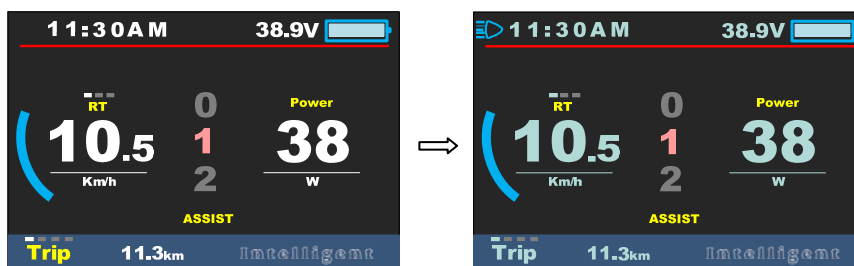 11:30AM 38.9V
RT
10.5
Km/h
0
1
2
Power
38
W
ASSIST
Trip 11.3km Intelligent
11:30AM 38.9V
RT
10.5
Km/h
0
1
2
Power
38
W
ASSIST
Trip 11.3km Intelligent